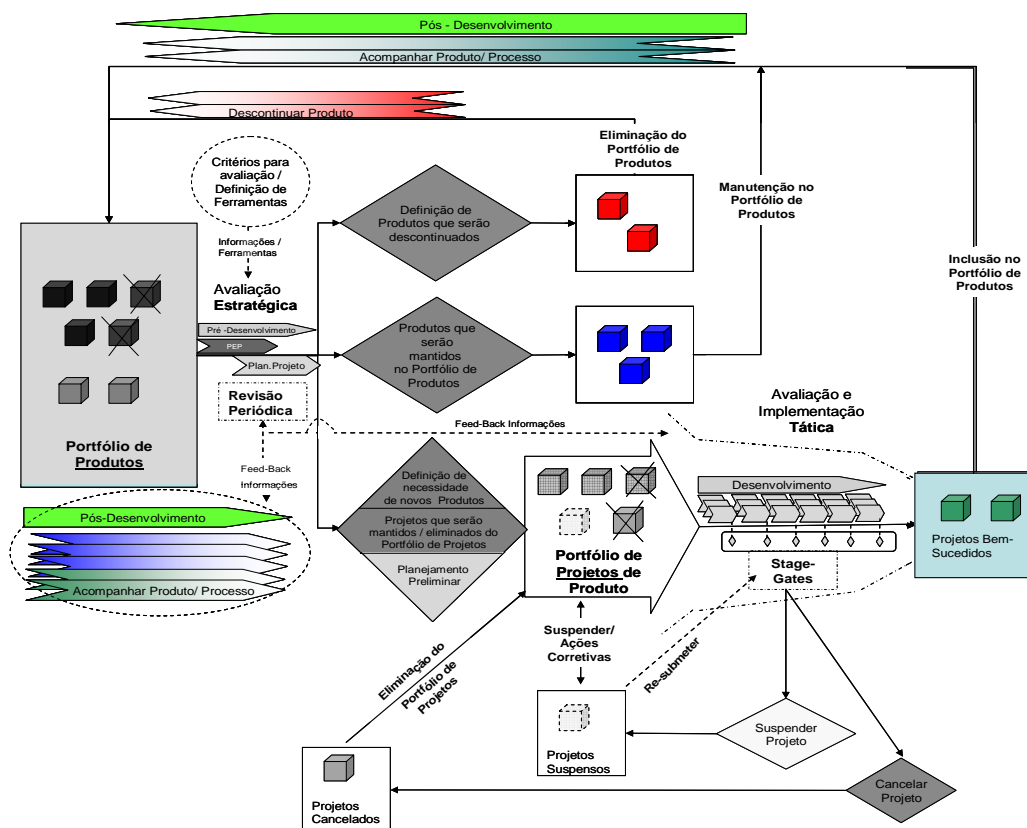 Pós - Desenvolvimento
Acompanhar Produto/ Processo
Descontinuar Produto
Critérios para
avaliação /
Definição de
Ferramentas
Informações /
Ferramentas
Avaliação
Estratégica
Pré -Desenvolvimento
PEP
Plan.Projeto
Revisão
Periódica
Portfólio de
Produtos
Definição de
Produtos que serão
descontinuados
Eliminação do
Portfólio de
Produtos
Manutenção no
Portfólio de
Produtos
Inclusão no
Portfólio de
Produtos
Produtos que
serão
mantidos
no Portfólio de
Produtos
Avaliação e
Implementação
Tática
Feed-Back Informações
Feed-Back
Informações
Pós-Desenvolvimento
Acompanhar Produto/ Processo
Definição de
necessidade
de novos Produtos
Projetos que serão
mantidos / eliminados do
Portfólio de Projetos
Planejamento
Preliminar
Portfólio de
Projetos de
Produto
Desenvolvimento
Stage-
Gates
Projetos Bem-
Sucedidos
Suspender/
Ações
Corretivas
Re-submeter
Eliminação do
Portfólio de
Projetos
Projetos
Suspensos
Suspender
Projeto
Cancelar
Projeto
Projetos
Cancelados